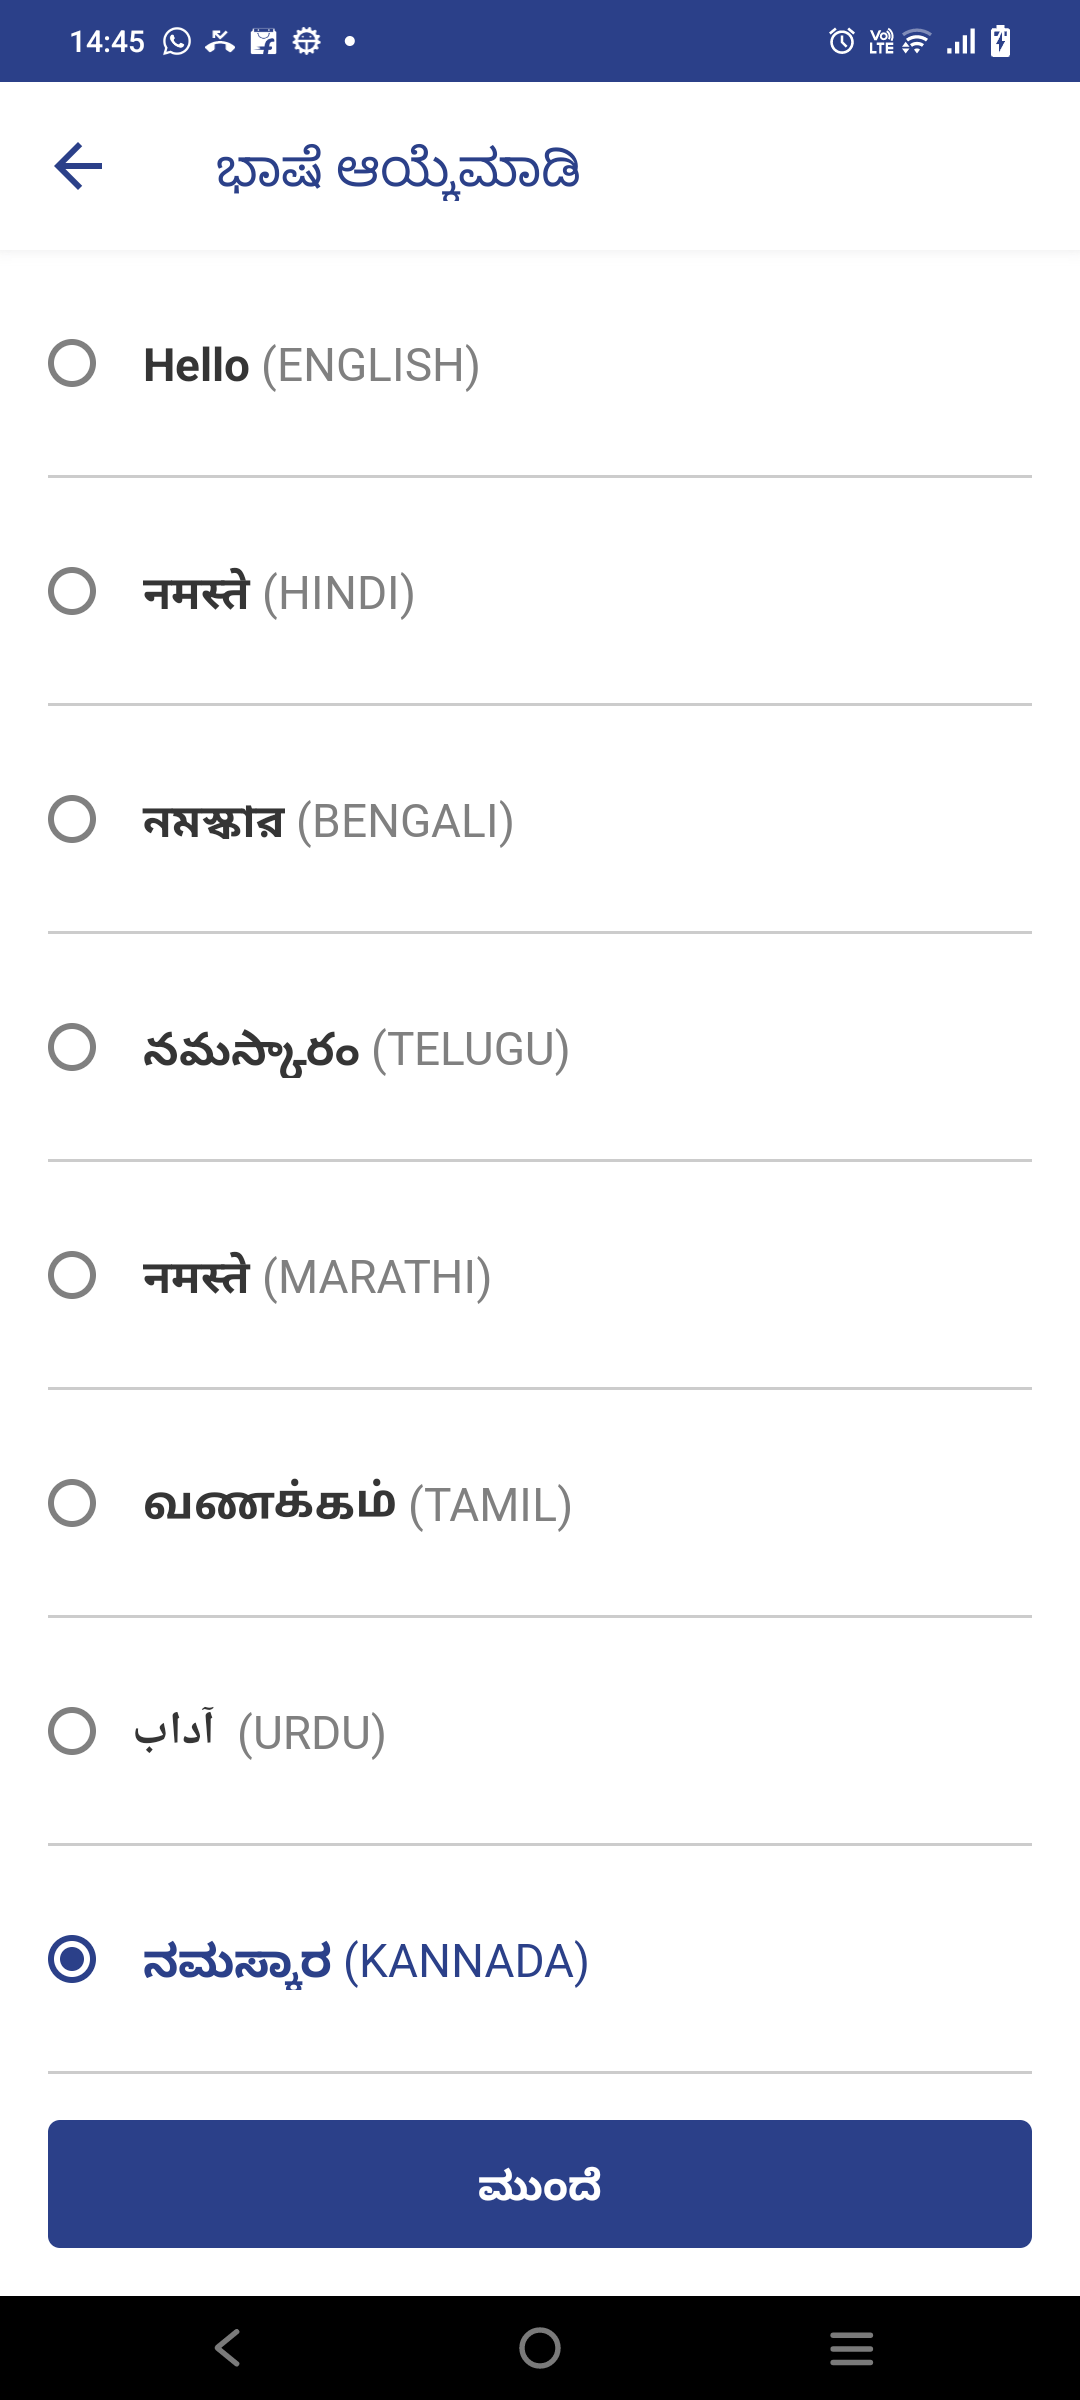 14:45
ಭಾಷೆ ಆಯ್ಕೆಮಾಡಿ
Hello (ENGLISH)
नमस्ते (HINDI)
নমস্কার (BENGALI)
నమస్కారం (TELUGU)
नमस्ते (MARATHI)
வணக்கம் (TAMIL)
آداب (URDU)
ನಮಸ್ಕಾರ (KANNADA)
ಮುಂದೆ